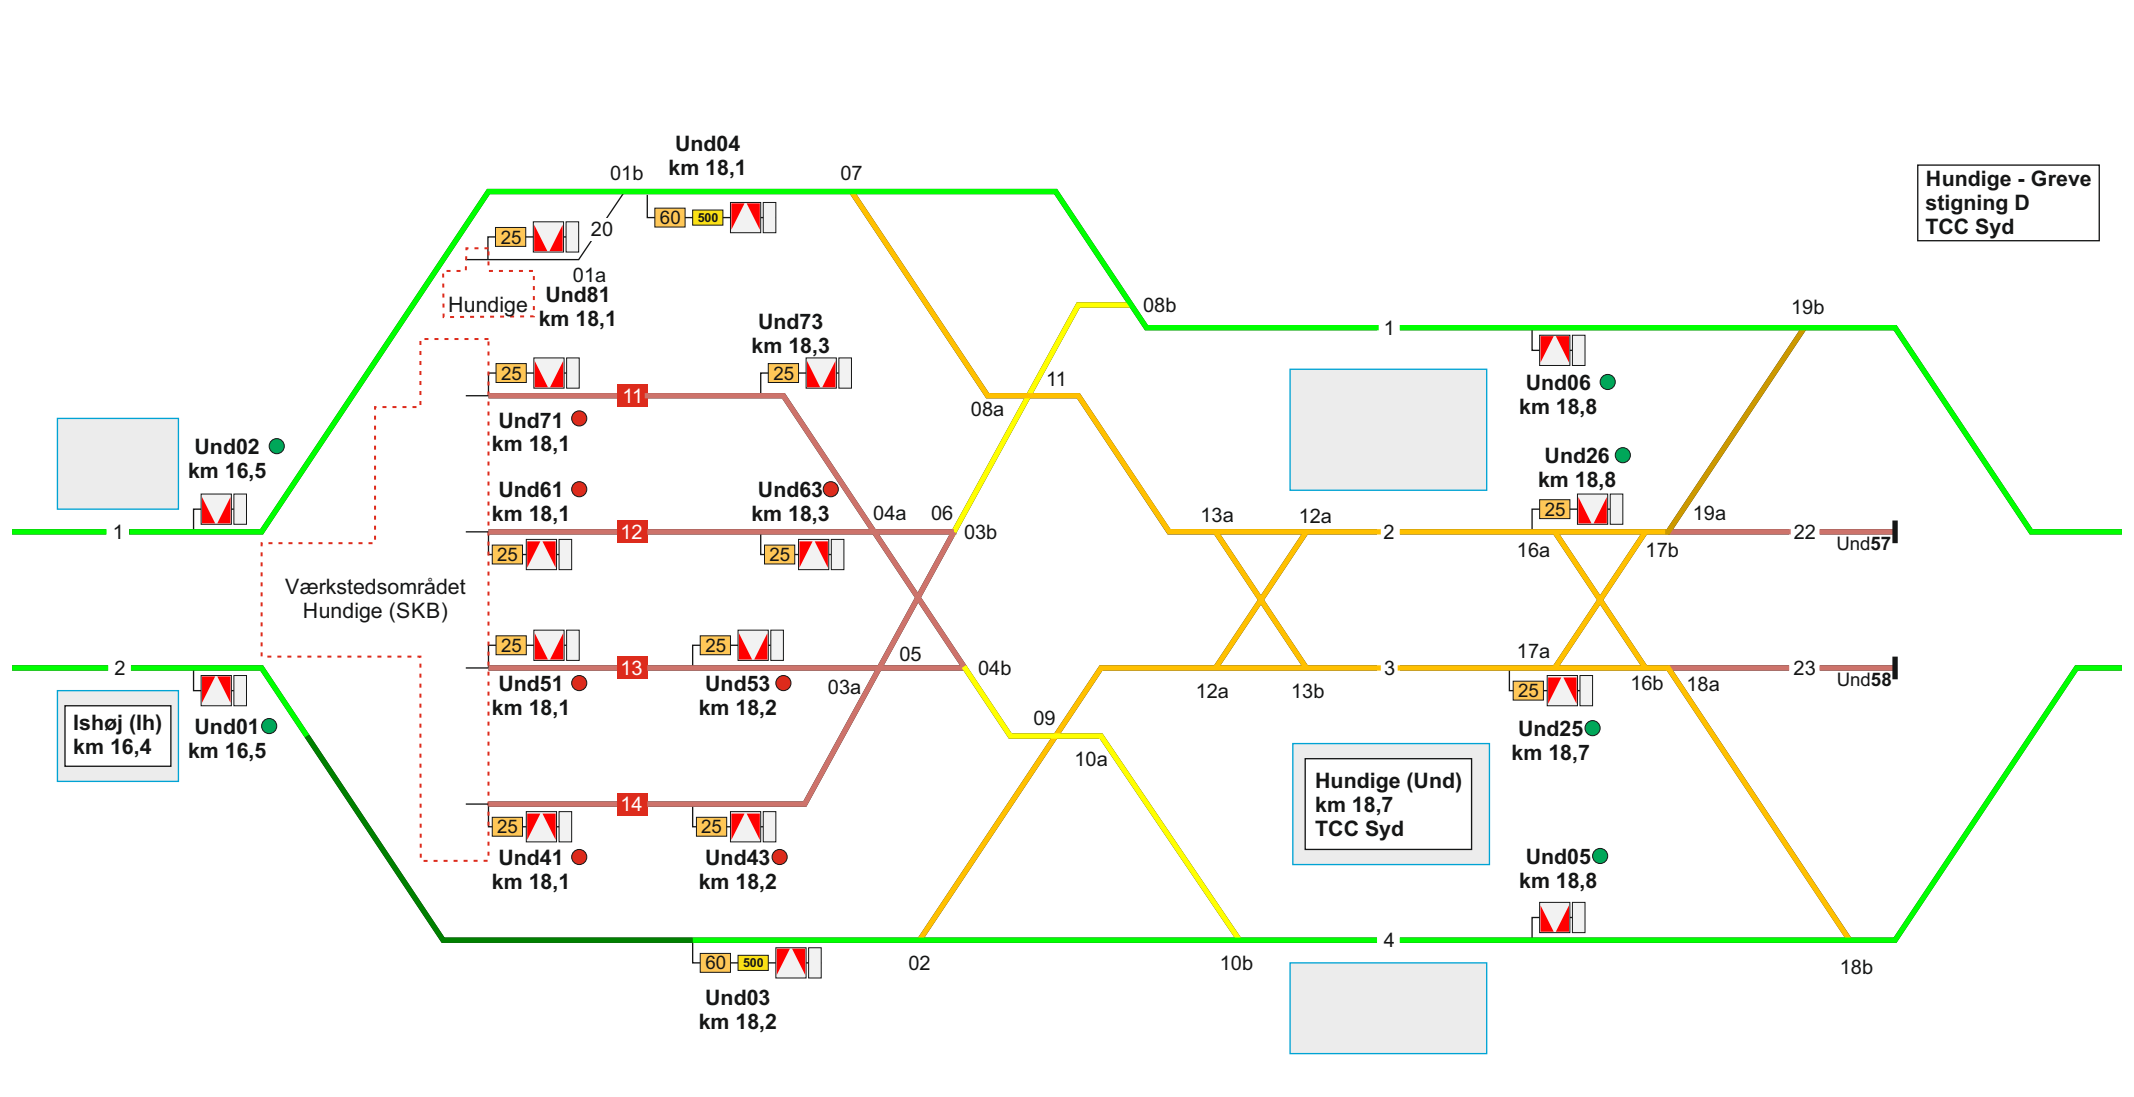 Und04
km 18,1
01b
07
60
500
25
20
01a
Und81
km 18,1
Hundige
Hundige - Greve
stigning D
TCC Syd
08b
1
19b
Und73
km 18,3
25
25
11
Und71
km 18,1
11
08a
Und06
km 18,8
Und02
km 16,5
1
Und61
km 18,1
Und63
km 18,3
04a
06
12
03b
25
25
Und26
km 18,8
25
13a
12a
2
16a
17b
19a
22
Und57
Værkstedsområdet
Hundige (SKB)
25
25
13
05
04b
03a
Und51
km 18,1
Und53
km 18,2
17a
12a
13b
3
16b
18a
23
Und58
25
Und25
km 18,7
2
Ishøj (Ih)
km 16,4
Und01
km 16,5
09
10a
14
25
25
Und41
km 18,1
Und43
km 18,2
Hundige (Und)
km 18,7
TCC Syd
Und05
km 18,8
4
60
500
Und03
km 18,2
02
10b
18b